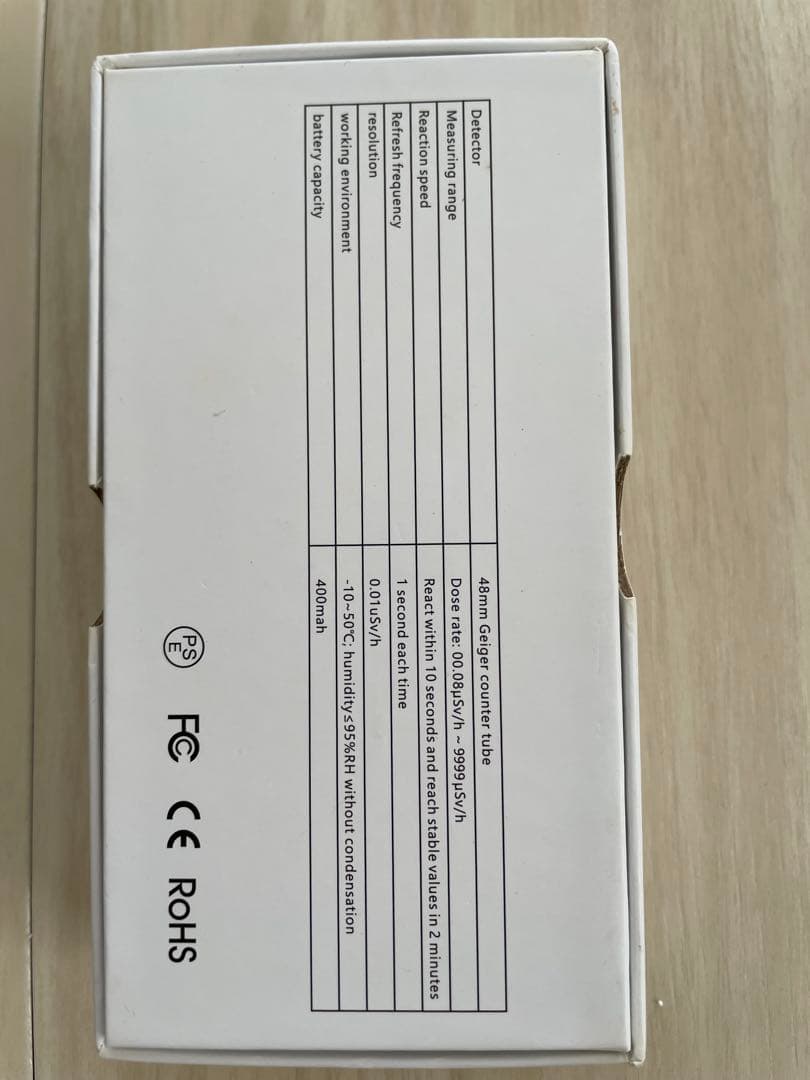 Detector 48mm Geiger counter tube
Measuring range Dose rate: 00.08μSv/h ~ 9999μSv/h
Reaction speed React within 10 seconds and reach stable values in 2 minutes
Refresh frequency 1 second each time
resolution 0.01uSv/h
working environment -10~50℃; humidity≤95%RH without condensation
battery capacity 400mah
PSE FC CE RoHS